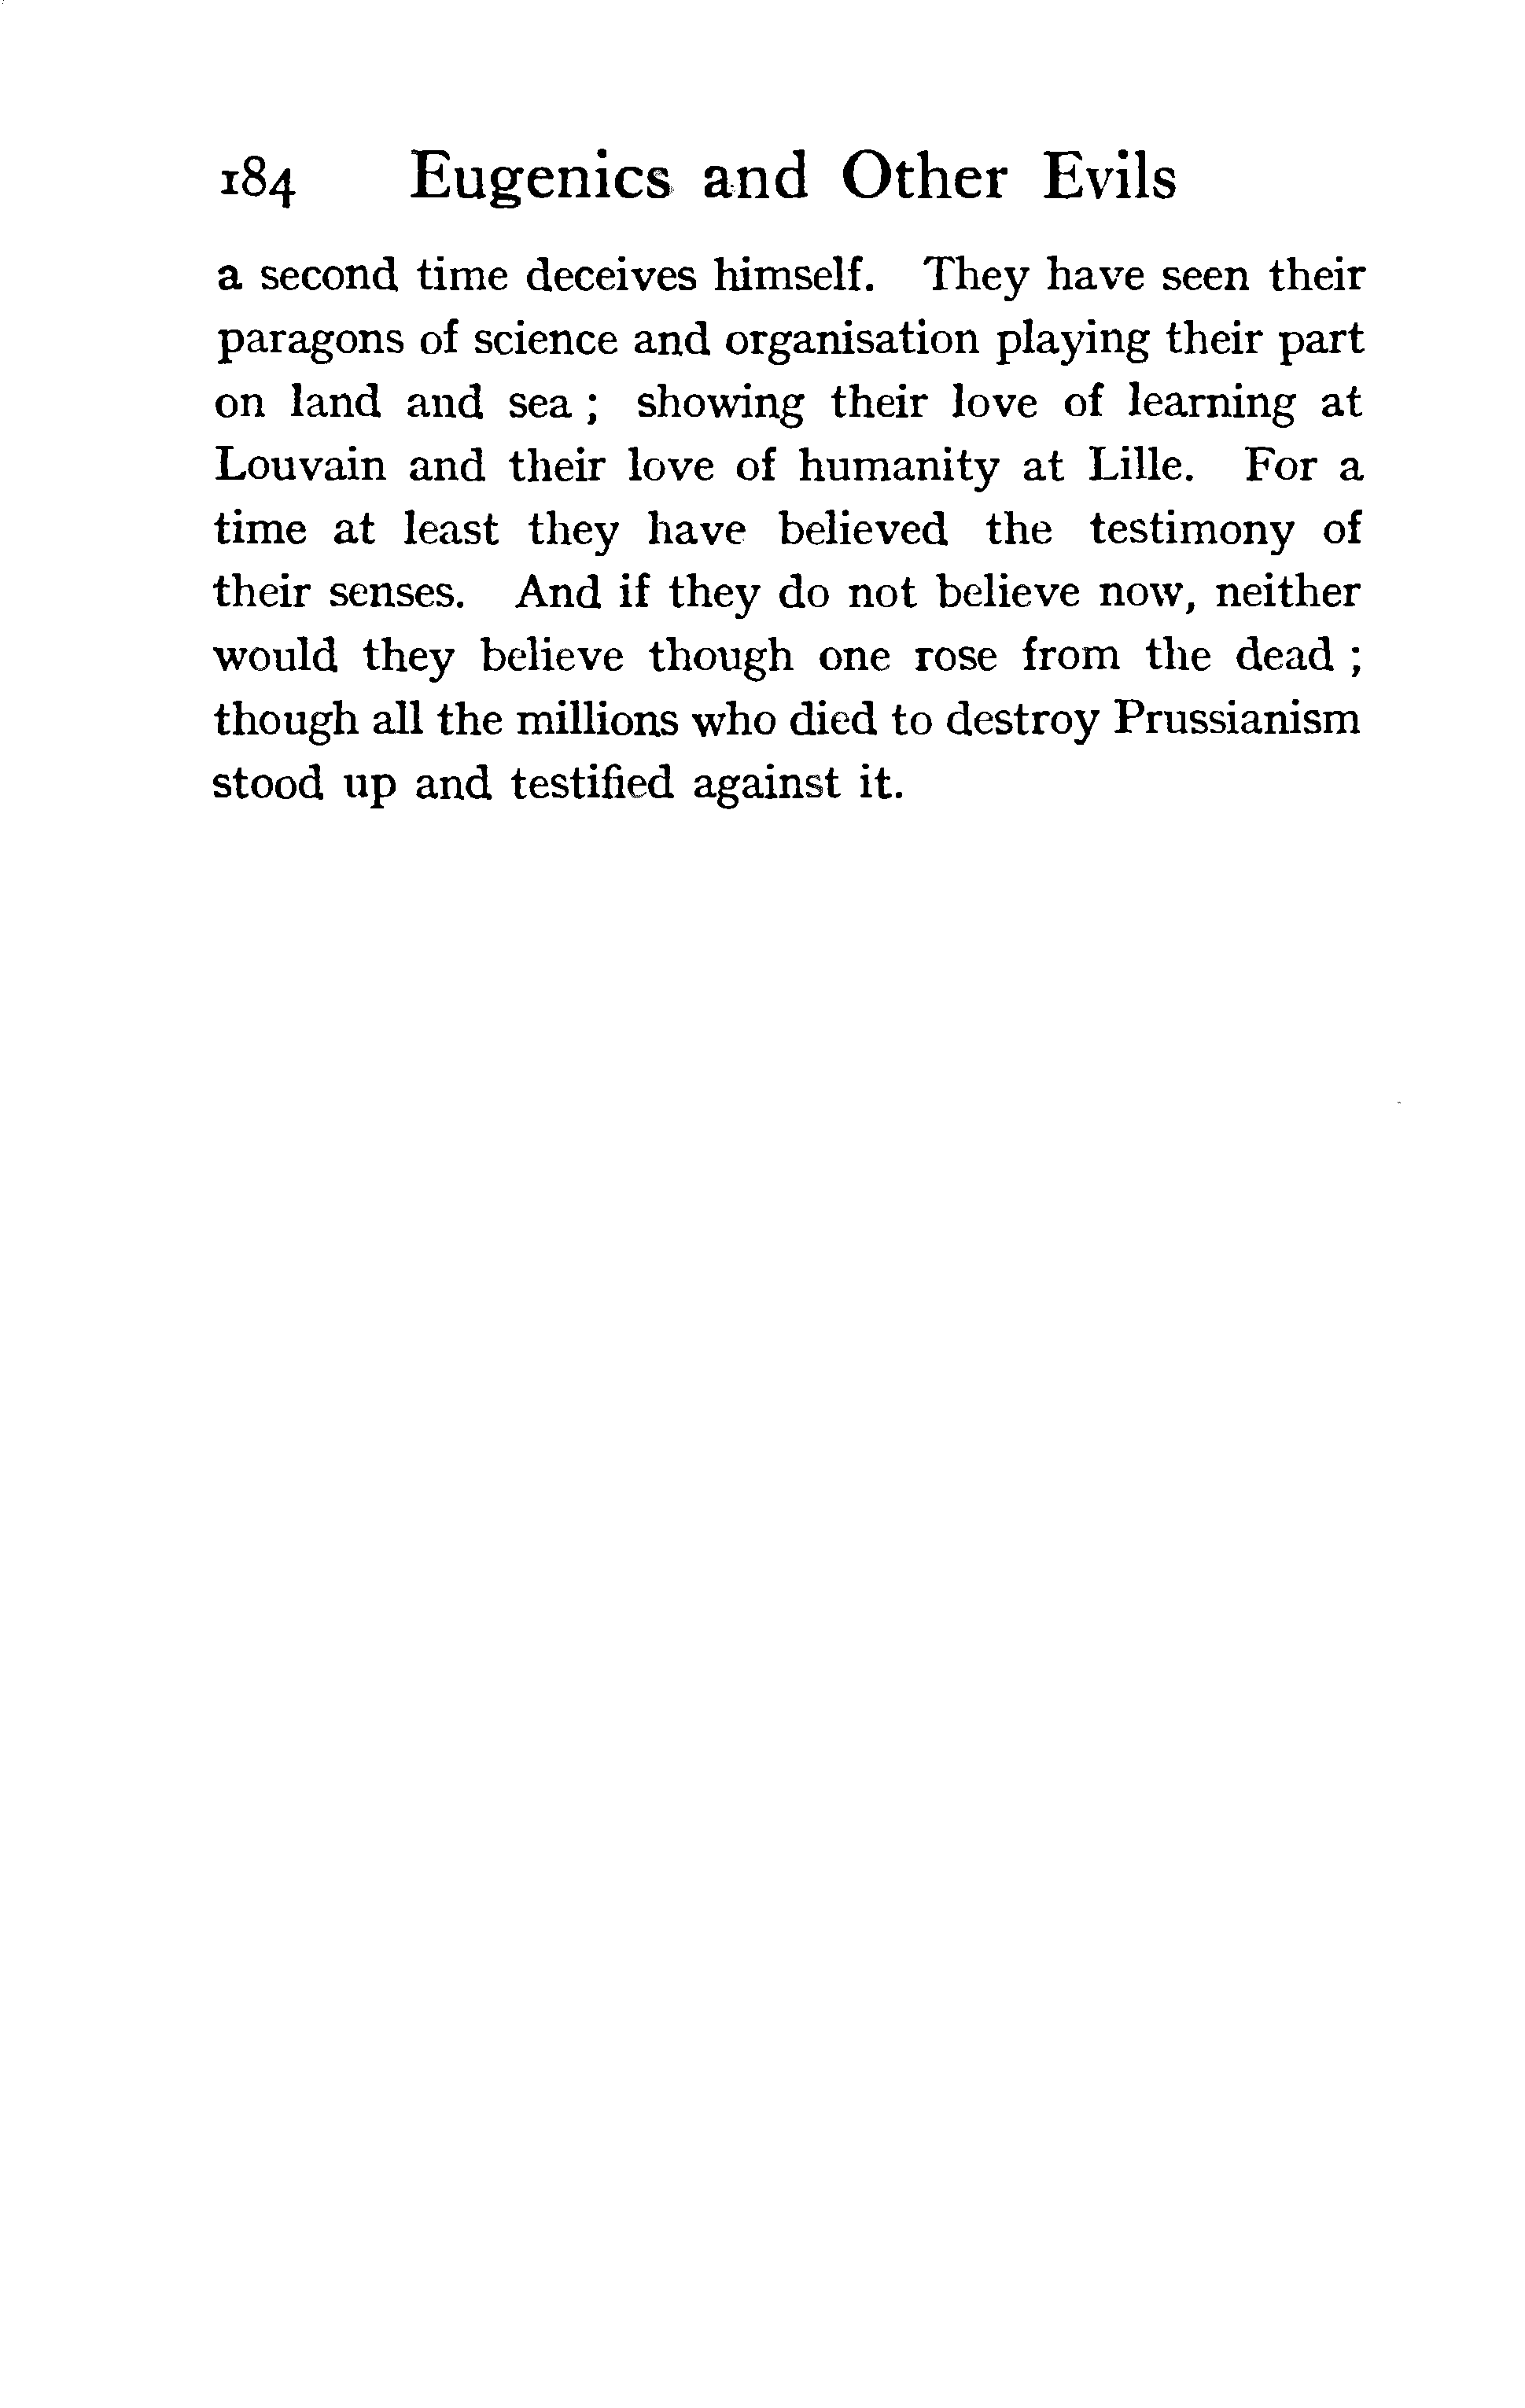 184 Eugenics and Other Evils
a second time deceives himself. They have seen their
paragons of science and organisation playing their part
on land and sea ; showing their love of learning at
Louvain and their love of humanity at Lille. For a
time at least they have believed the testimony of
their senses. And if they do not believe now, neither
would they believe though one rose from the dead ;
though all the millions who died to destroy Prussianism
stood up and testified against it.